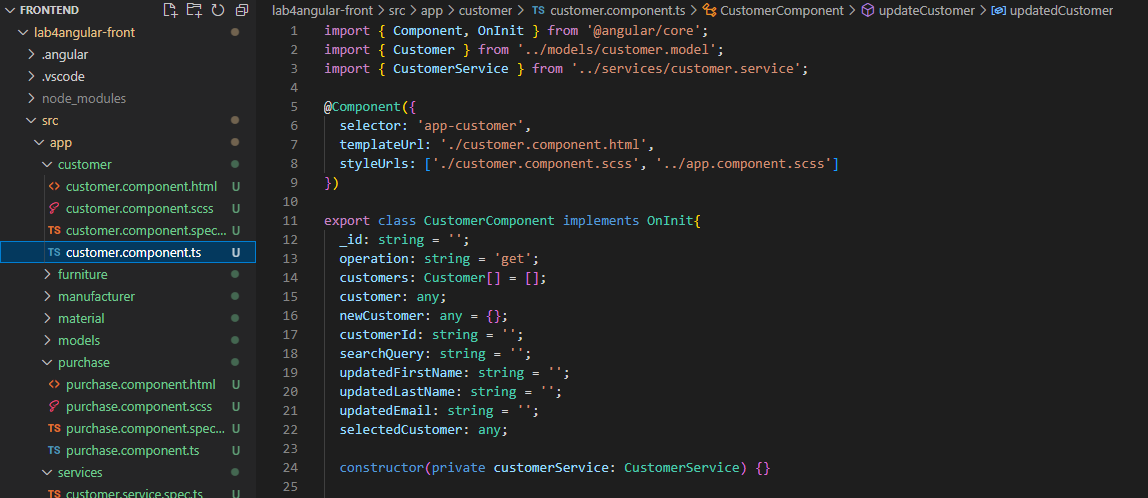 FRONTEND
lab4angular-front
.angular
.vscode
node_modules
src
app
customer
customer.component.html U
customer.component.scss U
TS customer.component.spec... U
TS customer.component.ts U
furniture
manufacturer
material
models
purchase
purchase.component.html U
purchase.component.scss U
TS purchase.component.spec... U
TS purchase.component.ts U
services
TS customer.service.spec.ts U
lab4angular-front > src > app > customer > TS customer.component.ts > CustomerComponent > updateCustomer > updatedCustomer
1 import { Component, OnInit } from '@angular/core';
2 import { Customer } from '../models/customer.model';
3 import { CustomerService } from '../services/customer.service';
4
5 @Component({
6 selector: 'app-customer',
7 templateUrl: './customer.component.html',
8 styleUrls: ['./customer.component.scss', '../app.component.scss']
9 })
10
11 export class CustomerComponent implements OnInit{
12 _id: string = '';
13 operation: string = 'get';
14 customers: Customer[] = [];
15 customer: any;
16 newCustomer: any = {};
17 customerId: string = '';
18 searchQuery: string = '';
19 updatedFirstName: string = '';
20 updatedLastName: string = '';
21 updatedEmail: string = '';
22 selectedCustomer: any;
23
24 constructor(private customerService: CustomerService) {}
25